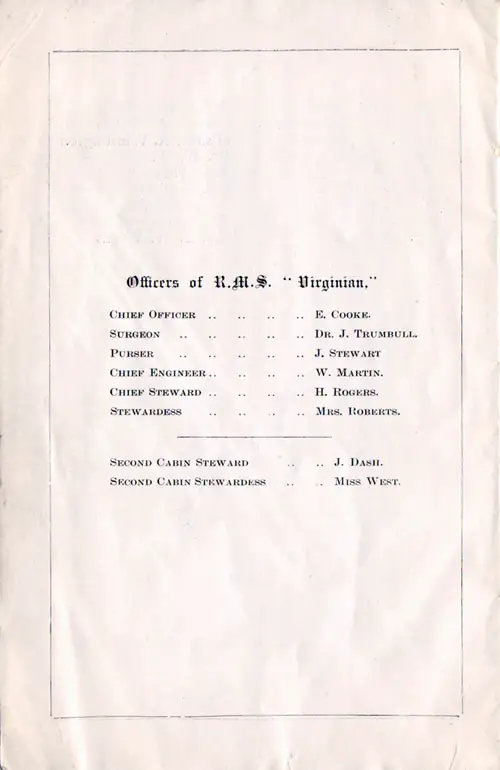 Officers of R.M.S. “Virginian,”
CHIEF OFFICER .. .. .. .. E. COOKE.
SURGEON .. .. .. .. .. DR. J. TRUMBULL.
PURSER .. .. .. .. .. J. STEWART
CHIEF ENGINEER .. .. .. .. W. MARTIN.
CHIEF STEWARD .. .. .. .. H. ROGERS.
STEWARDESS .. .. .. .. MRS. ROBERTS.
SECOND CABIN STEWARD .. .. J. DASH.
SECOND CABIN STEWARDESS .. .. MISS WEST.